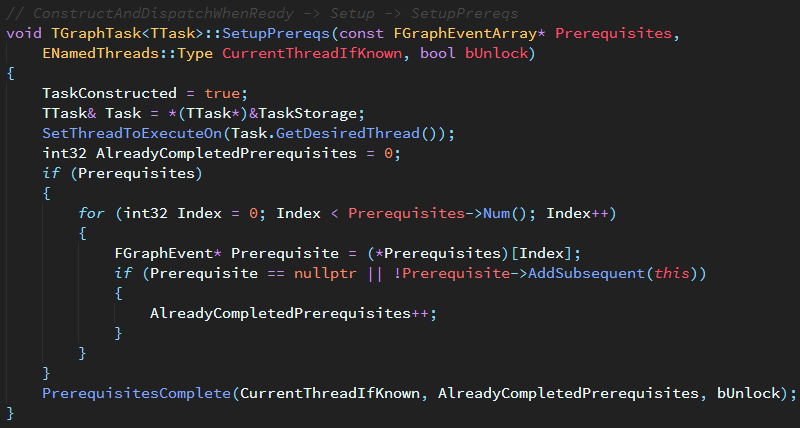 // ConstructAndDispatchWhenReady -> Setup -> SetupPrereqs
void TGraphTask<TTask>::SetupPrereqs(const FGraphEventArray* Prerequisites,
    ENamedThreads::Type CurrentThreadIfKnown, bool bUnlock)
{
    TaskConstructed = true;
    TTask& Task = *(TTask*)&TaskStorage;
    SetThreadToExecuteOn(Task.GetDesiredThread());
    int32 AlreadyCompletedPrerequisites = 0;
    if (Prerequisites)
    {
        for (int32 Index = 0; Index < Prerequisites->Num(); Index++)
        {
            FGraphEvent* Prerequisite = (*Prerequisites)[Index];
            if (Prerequisite == nullptr || !Prerequisite->AddSubsequent(this))
            {
                AlreadyCompletedPrerequisites++;
            }
        }
    }
    PrerequisitesComplete(CurrentThreadIfKnown, AlreadyCompletedPrerequisites, bUnlock);
}